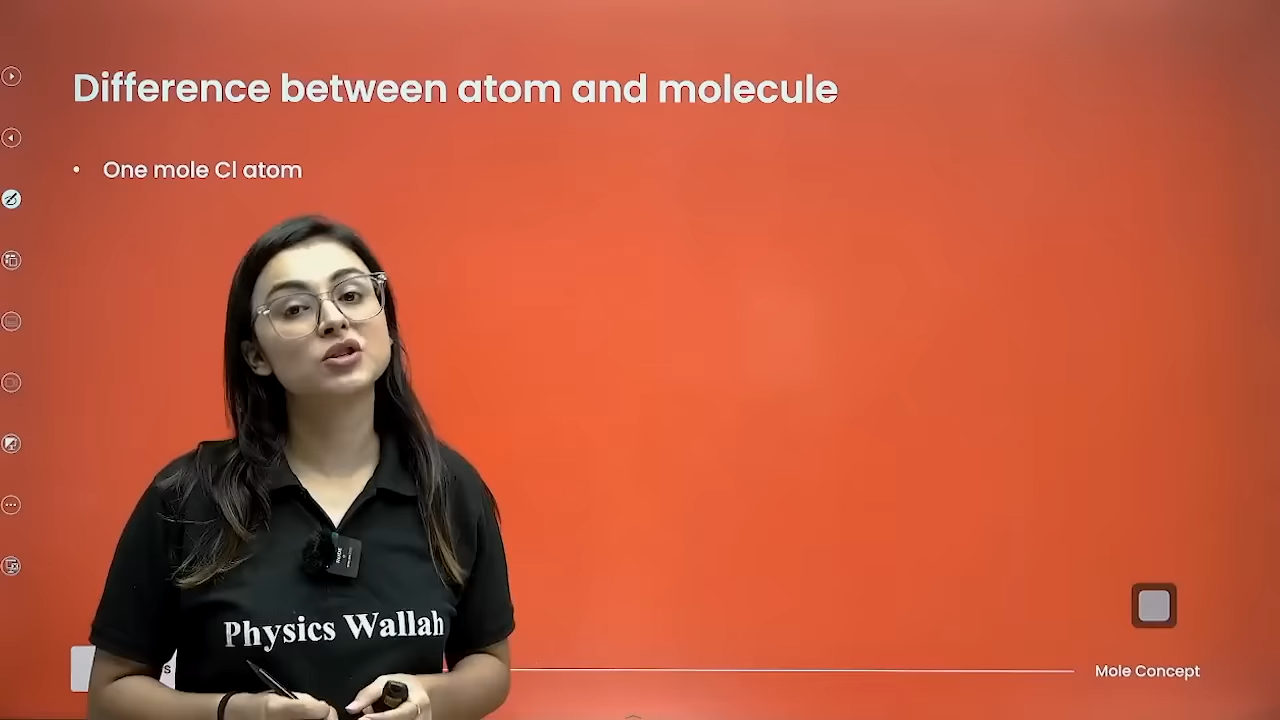 Difference between atom and molecule
• One mole Cl atom
Physics Wallah
Mole Concept